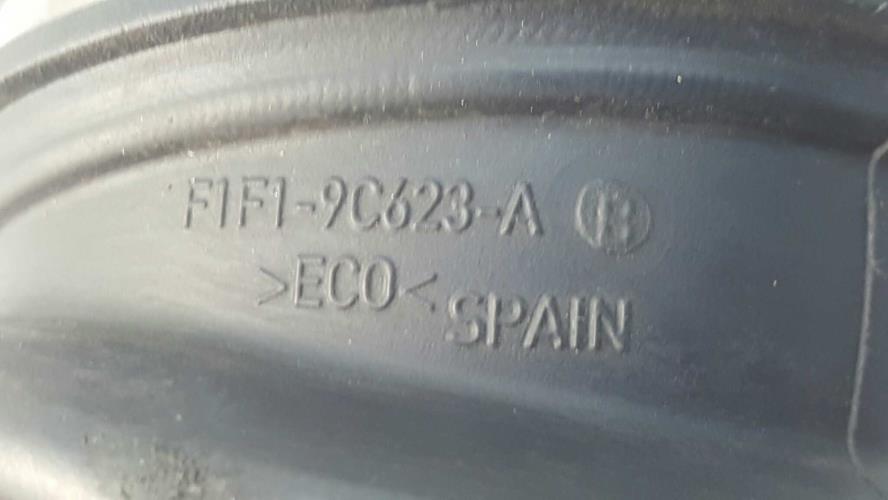 F1F1-9C623-A B
>ECO<
SPAIN